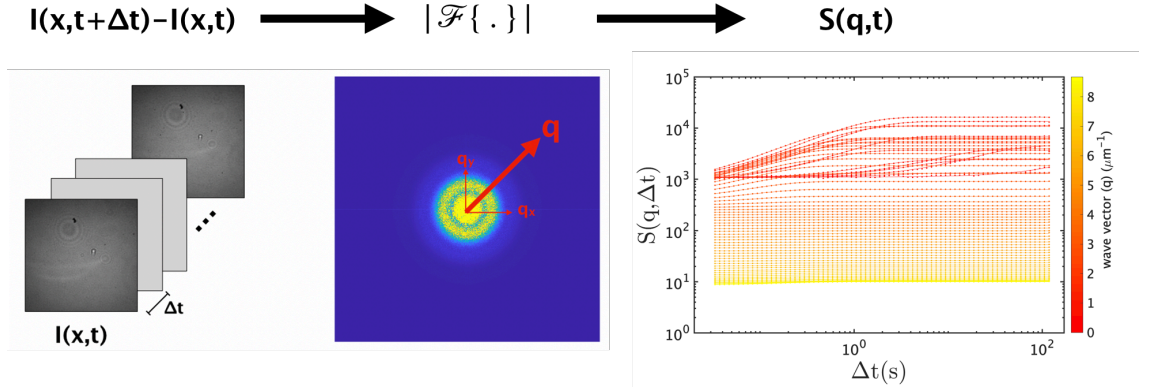 I(x,t+Δt)-I(x,t)
|ℱ{ . }|
S(q,t)
Δt
I(x,t)
q
q_y
q_x
10^5
10^4
10^3
10^2
10^1
10^0
S(q,Δt)
10^0
10^2
Δt(s)
8
7
6
5
4
3
2
1
0
wave vector (q) (μm^-1)